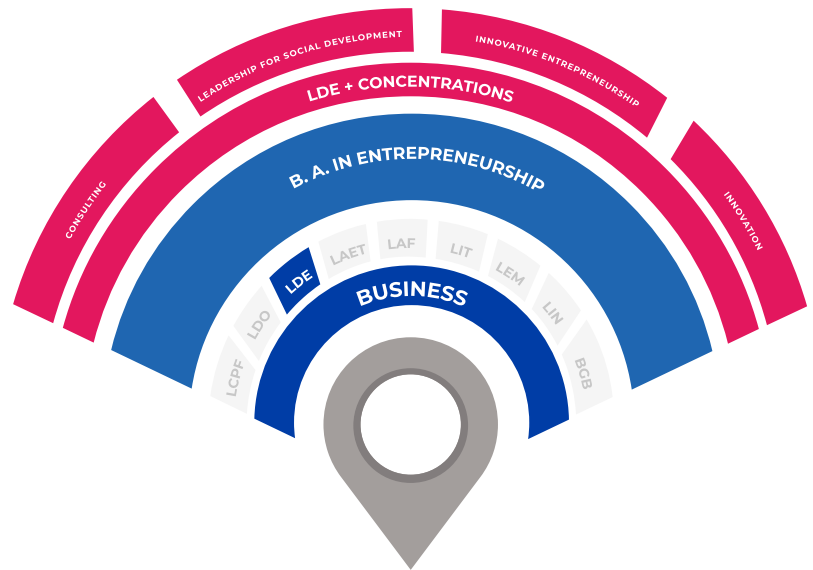 LEADERSHIP FOR SOCIAL DEVELOPMENT
INNOVATIVE ENTREPRENEURSHIP
CONSULTING
INNOVATION
LDE + CONCENTRATIONS
B. A. IN ENTREPRENEURSHIP
LCPF
LDO
LDE
LAET
LAF
LIT
LEM
LIN
BGB
BUSINESS